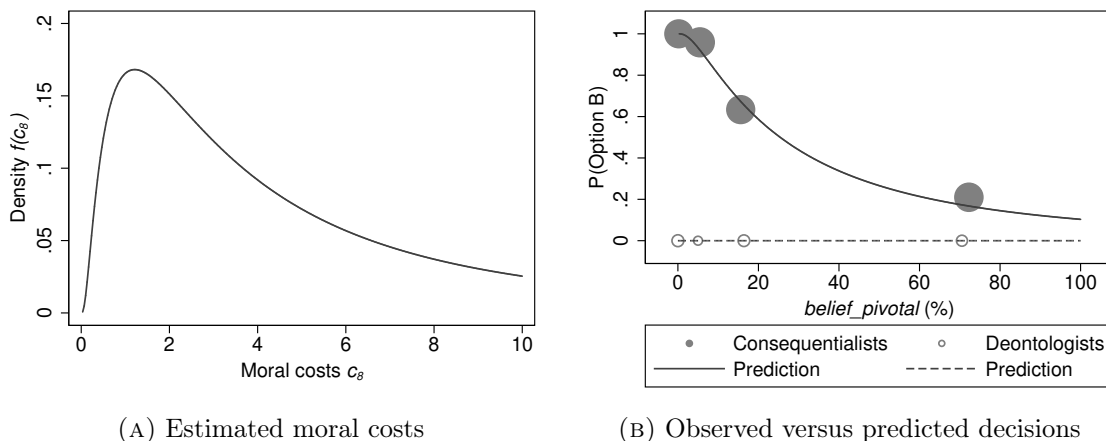 .2
.15
.1
.05
0
Density f(c₈)
0 2 4 6 8 10
Moral costs c₈
(A) Estimated moral costs
1
.8
.6
.4
.2
0
P(Option B)
0 20 40 60 80 100
belief_pivotal (%)
Consequentialists Deontologists
Prediction Prediction
(B) Observed versus predicted decisions